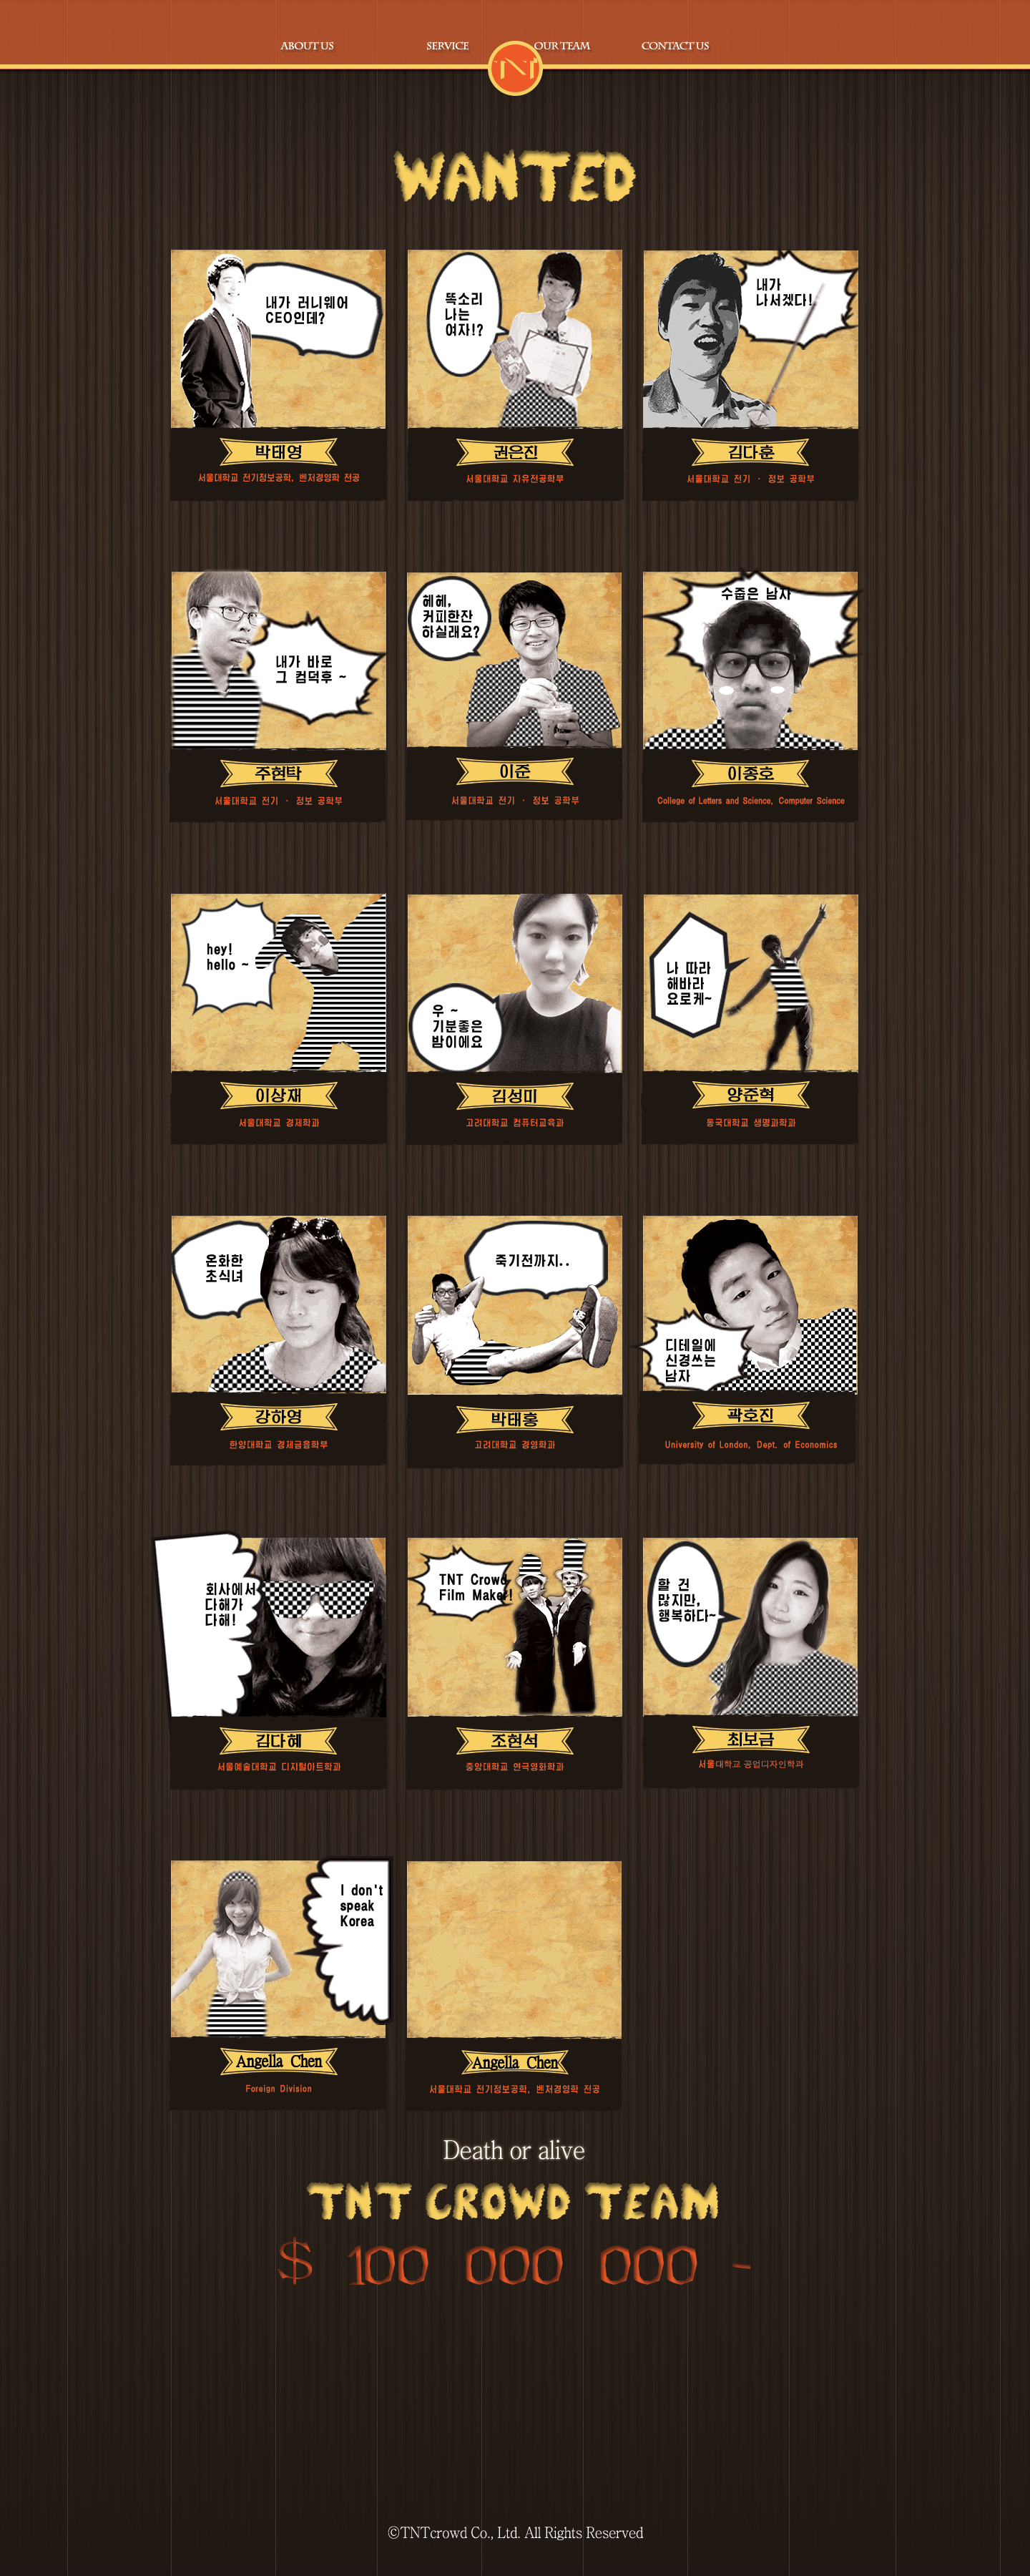 ABOUT US
SERVICE
OUR TEAM
CONTACT US
TNT
WANTED
내가 러니웨어
CEO인데?
박태영
서울대학교 전기정보공학, 벤처경영학 전공
똑소리
나는
여자!?
권은진
서울대학교 자유전공학부
내가
나서겠다!
김다훈
서울대학교 전기 · 정보 공학부
내가 바로
그 컴덕후 ~
주현탁
서울대학교 전기 · 정보 공학부
헤헤,
커피한잔
하실래요?
이준
서울대학교 전기 · 정보 공학부
수줍은 남자
이종호
College of Letters and Science, Computer Science
hey!
hello ~
이상재
서울대학교 경제학과
우 ~
기분좋은
밤이에요
김성미
고려대학교 컴퓨터교육과
나 따라
해바라
요로케~
양준혁
동국대학교 생명과학과
온화한
초식녀
강하영
한양대학교 경제금융학부
죽기전까지..
박태홍
고려대학교 경영학과
디테일에
신경쓰는
남자
곽호진
University of London, Dept. of Economics
회사에서
다해가
다해!
김다혜
서울예술대학교 디지털아트학과
TNT Crowd
Film Maker!
조현석
중앙대학교 연극영화학과
할 건
많지만,
행복하다~
최보금
서울대학교 공업디자인학과
I don't
speak
Korea
Angella Chen
Foreign Division
Angella Chen
서울대학교 전기정보공학, 벤처경영학 전공
Death or alive
TNT CROWD TEAM
$ 100 000 000 -
©TNTcrowd Co., Ltd. All Rights Reserved